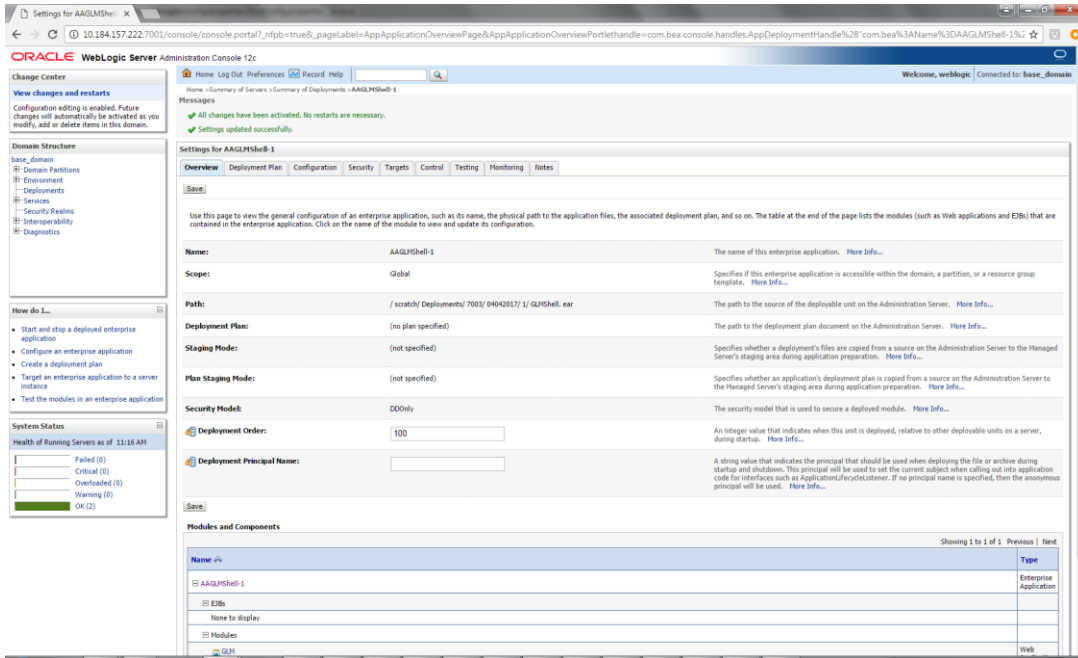 Settings for AAGLMShel
10.184.157.222:7001/console/console.portal?_nfpb=true&_pageLabel=AppApplicationOverviewPage&AppApplicationOverviewPortlethandle=com.bea.console.handles.AppDeploymentHandle%28"com.bea%3AName%3DAAGLMShell-1%2
ORACLE WebLogic Server Administration Console 12c
Change Center
View changes and restarts
Configuration editing is enabled. Future
changes will automatically be activated as you
modify, add or delete items in this domain.
Domain Structure
base_domain
Domain Partitions
Environment
Deployments
Services
Security Realms
Interoperability
Diagnostics
How do I...
Start and stop a deployed enterprise
application
Configure an enterprise application
Create a deployment plan
Target an enterprise application to a server
instance
Test the modules in an enterprise application
System Status
Health of Running Servers as of 11:16 AM
Failed (0)
Critical (0)
Overloaded (0)
Warning (0)
OK (2)
Home Log Out Preferences Record Help
Welcome, weblogic Connected to: base_domain
Home >Summary of Servers >Summary of Deployments >AAGLMShell-1
Messages
All changes have been activated. No restarts are necessary.
Settings updated successfully.
Settings for AAGLMShell-1
Overview Deployment Plan Configuration Security Targets Control Testing Monitoring Notes
Save
Use this page to view the general configuration of an enterprise application, such as its name, the physical path to the application files, the associated deployment plan, and so on. The table at the end of the page lists the modules (such as Web applications and EJBs) that are
contained in the enterprise application. Click on the name of the module to view and update its configuration.
Name: AAGLMShell-1 The name of this enterprise application. More Info...
Scope: Global Specifies if this enterprise application is accessible within the domain, a partition, or a resource group
template. More Info...
Path: / scratch/ Deployments/ 7003/ 04042017/ 1/ GLMShell. ear The path to the source of the deployable unit on the Administration Server. More Info...
Deployment Plan: (no plan specified) The path to the deployment plan document on the Administration Server. More Info...
Staging Mode: (not specified) Specifies whether a deployment's files are copied from a source on the Administration Server to the Managed
Server's staging area during application preparation. More Info...
Plan Staging Mode: (not specified) Specifies whether an application's deployment plan is copied from a source on the Administration Server to
the Managed Server's staging area during application preparation. More Info...
Security Model: DDOnly The security model that is used to secure a deployed module. More Info...
Deployment Order: 100 An integer value that indicates when this unit is deployed, relative to other deployable units on a server,
during startup. More Info...
Deployment Principal Name: A string value that indicates the principal that should be used when deploying the file or archive during
startup and shutdown. This principal will be used to set the current subject when calling out into application
code for interfaces such as ApplicationLifecycleListener. If no principal name is specified, then the anonymous
principal will be used. More Info...
Save
Modules and Components
Showing 1 to 1 of 1 Previous | Next
Name Type
AAGLMShell-1 Enterprise
Application
EJBs
None to display
Modules
GLM Web